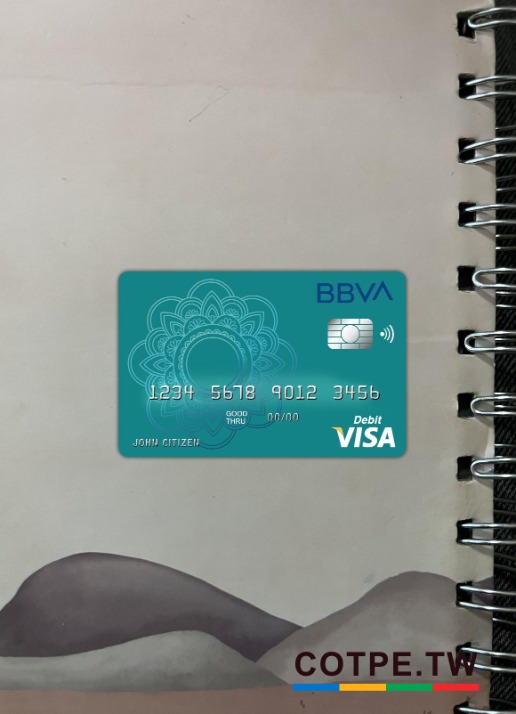 BBVA
1234 5678 9012 3456
GOOD
THRU
00/00
JOHN CITIZEN
Debit
VISA
COTPE.TW